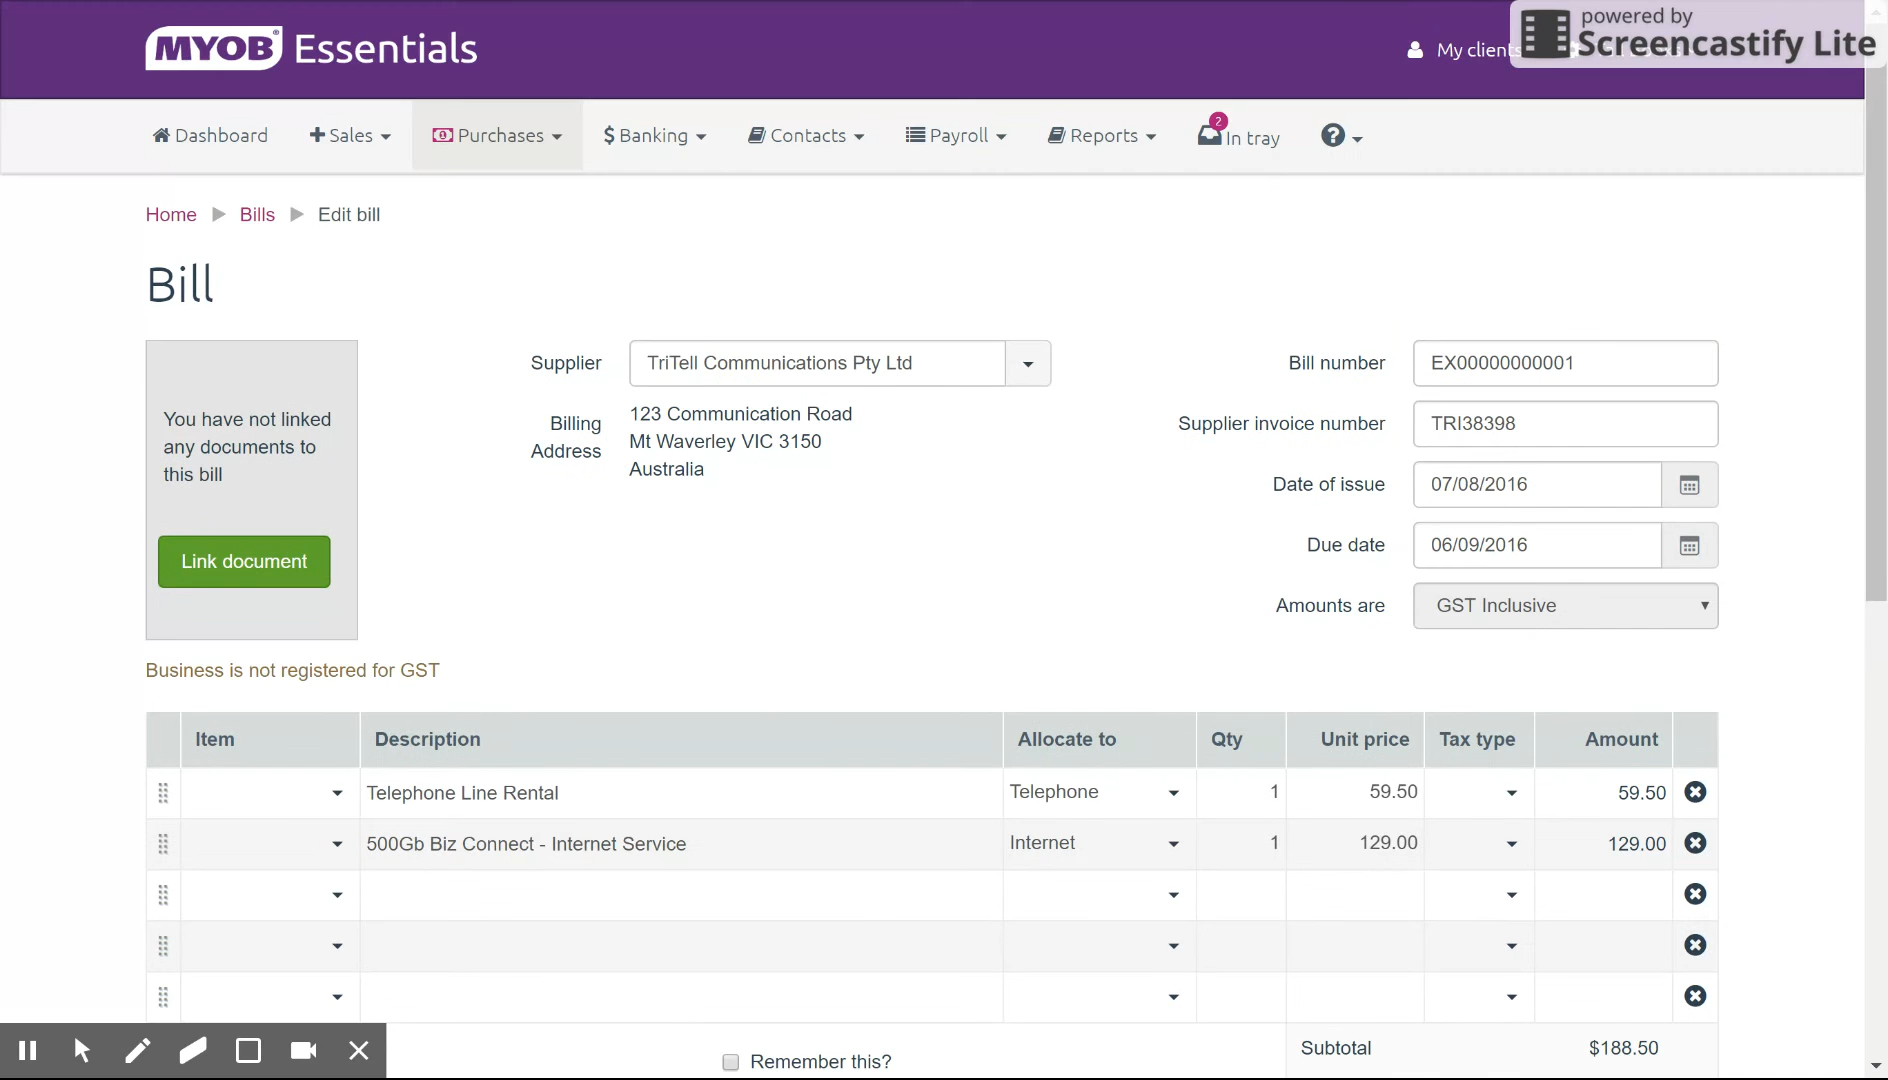 MYOB Essentials
My clients
powered by
Screencastify Lite
Dashboard Sales Purchases $ Banking Contacts Payroll Reports 2 In tray ?
Home Bills Edit bill
Bill
You have not linked
any documents to
this bill
Link document
Supplier TriTell Communications Pty Ltd
Billing
Address
123 Communication Road
Mt Waverley VIC 3150
Australia
Bill number EX00000000001
Supplier invoice number TRI38398
Date of issue 07/08/2016
Due date 06/09/2016
Amounts are GST Inclusive
Business is not registered for GST
Item Description Allocate to Qty Unit price Tax type Amount
Telephone Line Rental Telephone 1 59.50 59.50
500Gb Biz Connect - Internet Service Internet 1 129.00 129.00
Remember this?
Subtotal $188.50